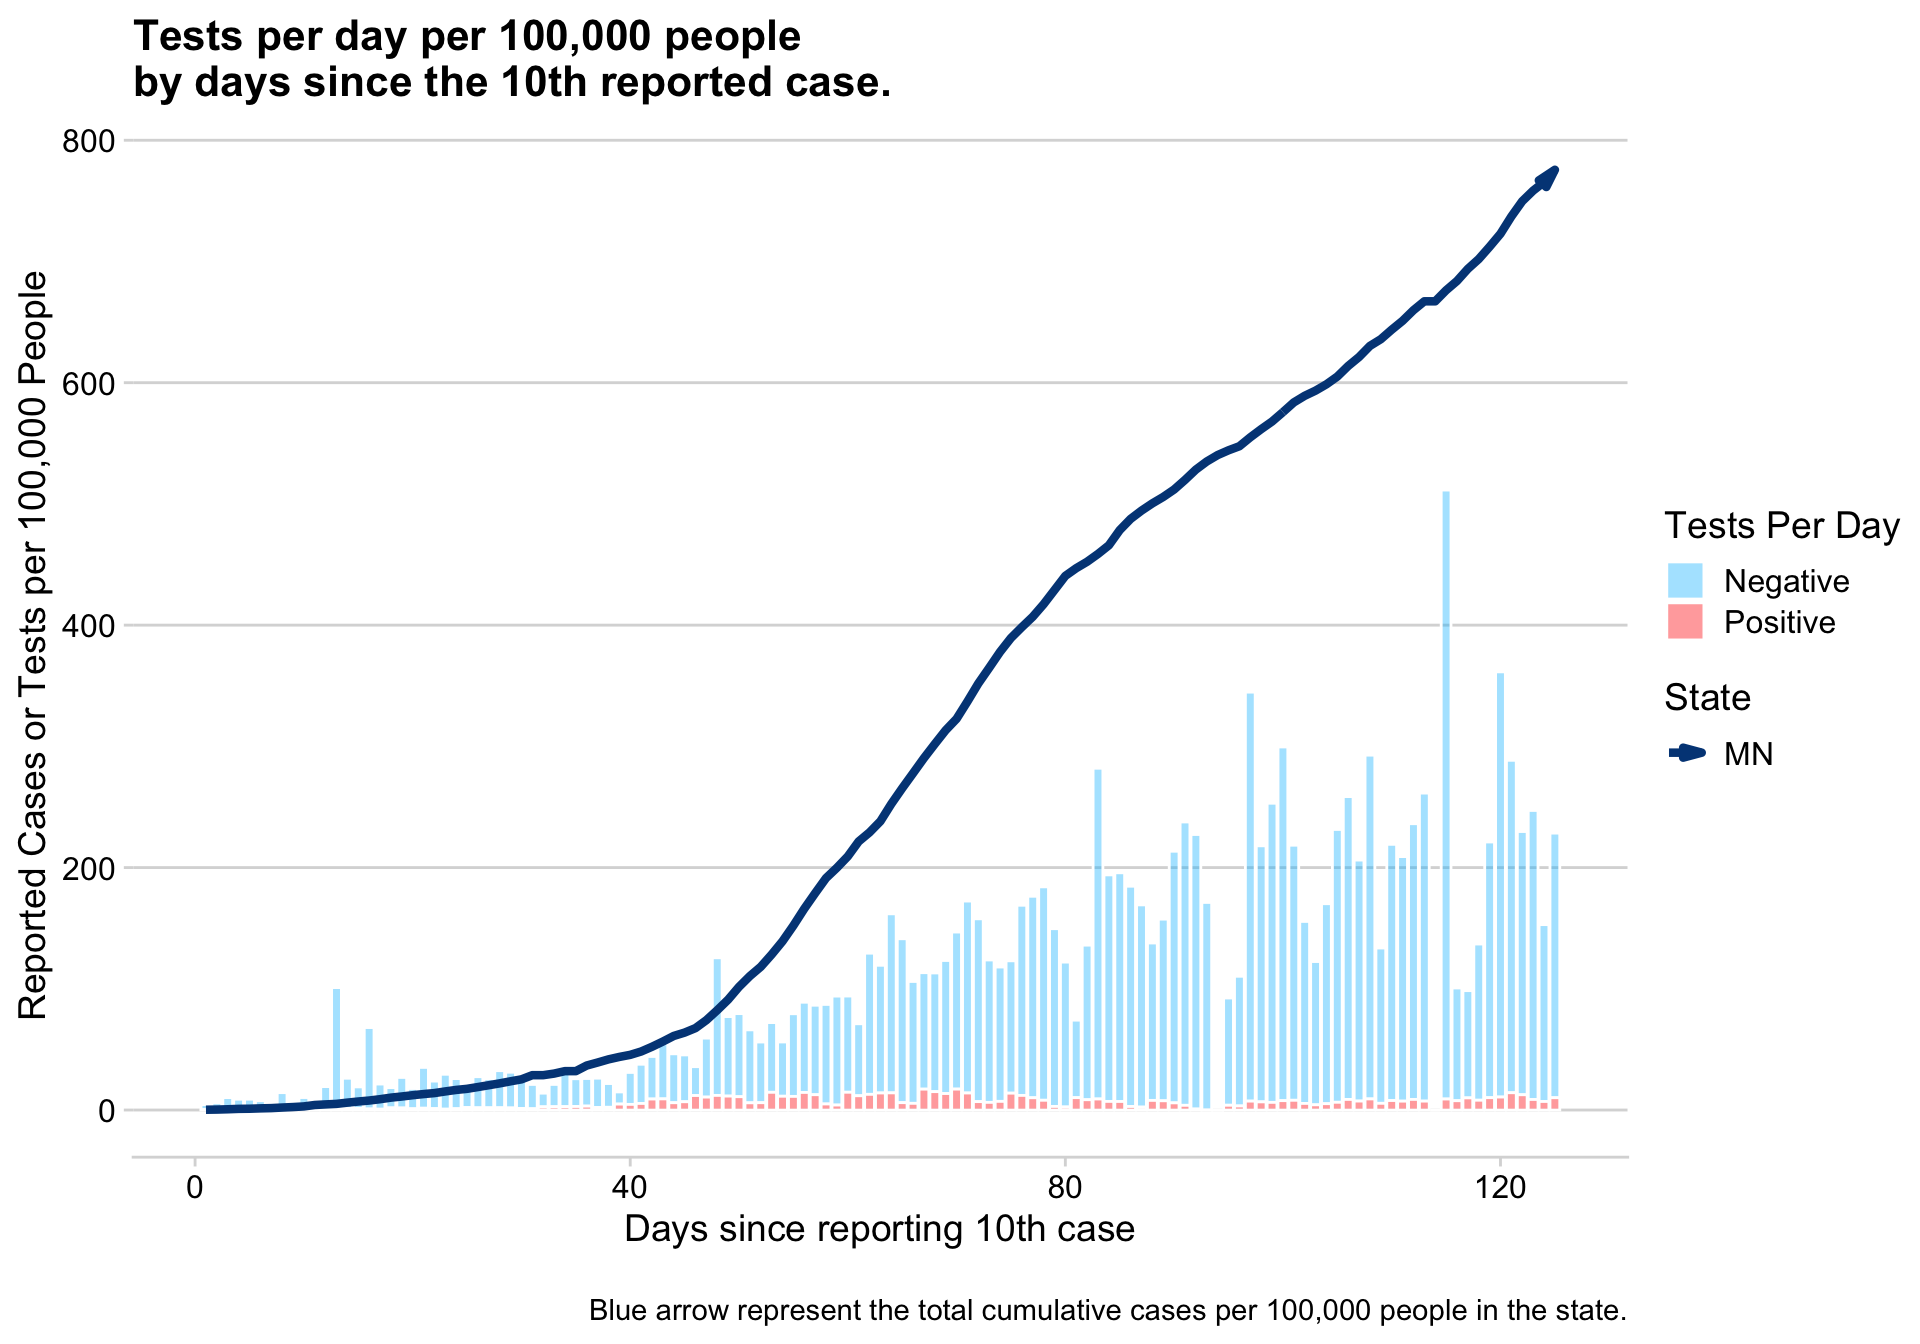 Tests per day per 100,000 people
by days since the 10th reported case.
Reported Cases or Tests per 100,000 People
800
600
400
200
0
0
40
80
120
Days since reporting 10th case
Tests Per Day
Negative
Positive
State
MN
Blue arrow represent the total cumulative cases per 100,000 people in the state.